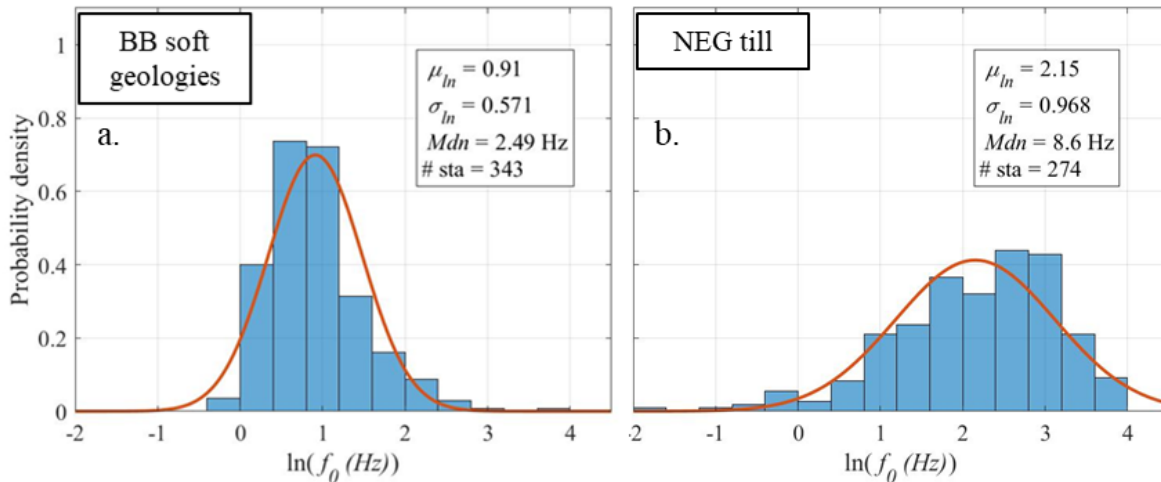 BB soft
geologies
a.
μln = 0.91
σln = 0.571
Mdn = 2.49 Hz
# sta = 343
Probability density
1
0.8
0.6
0.4
0.2
0
-2 -1 0 1 2 3 4
ln( f0 (Hz))
NEG till
b.
μln = 2.15
σln = 0.968
Mdn = 8.6 Hz
# sta = 274
-2 -1 0 1 2 3 4
ln( f0 (Hz))